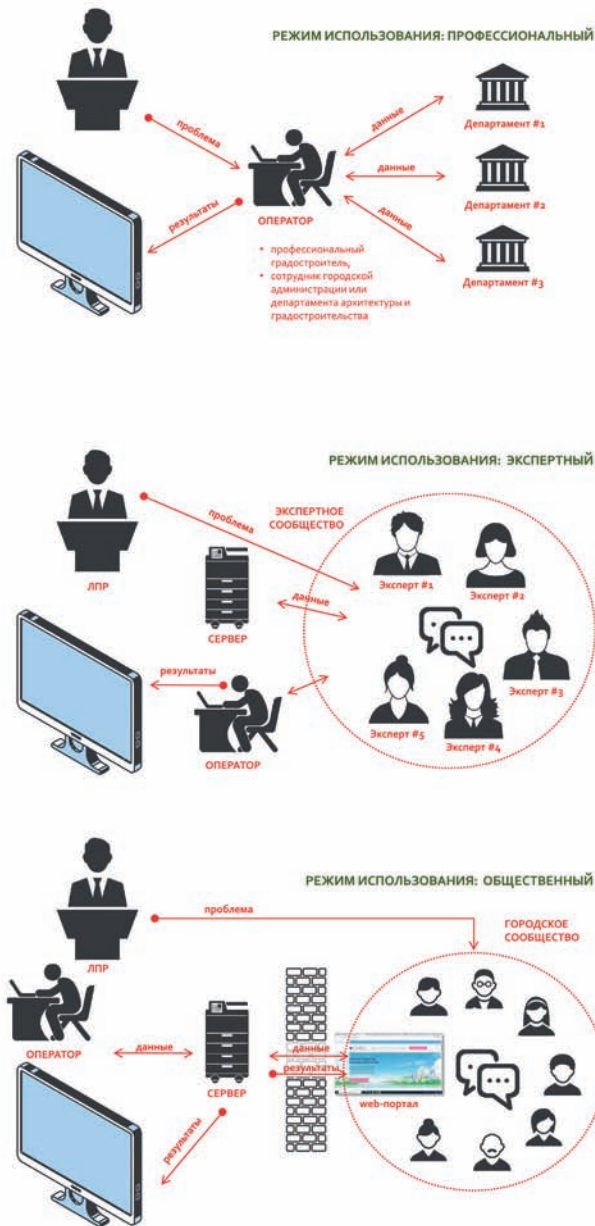 РЕЖИМ ИСПОЛЬЗОВАНИЯ: ПРОФЕССИОНАЛЬНЫЙ
проблема
данные
Департамент #1
данные
Департамент #2
данные
Департамент #3
результаты
ОПЕРАТОР
• профессиональный
градостроитель,
• сотрудник городской
администрации или
департамента архитектуры и
градостроительства
РЕЖИМ ИСПОЛЬЗОВАНИЯ: ЭКСПЕРТНЫЙ
ЭКСПЕРТНОЕ
СООБЩЕСТВО
проблема
ЛПР
Эксперт #1
Эксперт #2
данные
СЕРВЕР
результаты
Эксперт #3
Эксперт #5
Эксперт #4
ОПЕРАТОР
РЕЖИМ ИСПОЛЬЗОВАНИЯ: ОБЩЕСТВЕННЫЙ
проблема
ГОРОДСКОЕ
СООБЩЕСТВО
ЛПР
ОПЕРАТОР
данные
СЕРВЕР
данные
результаты
web-портал
результаты